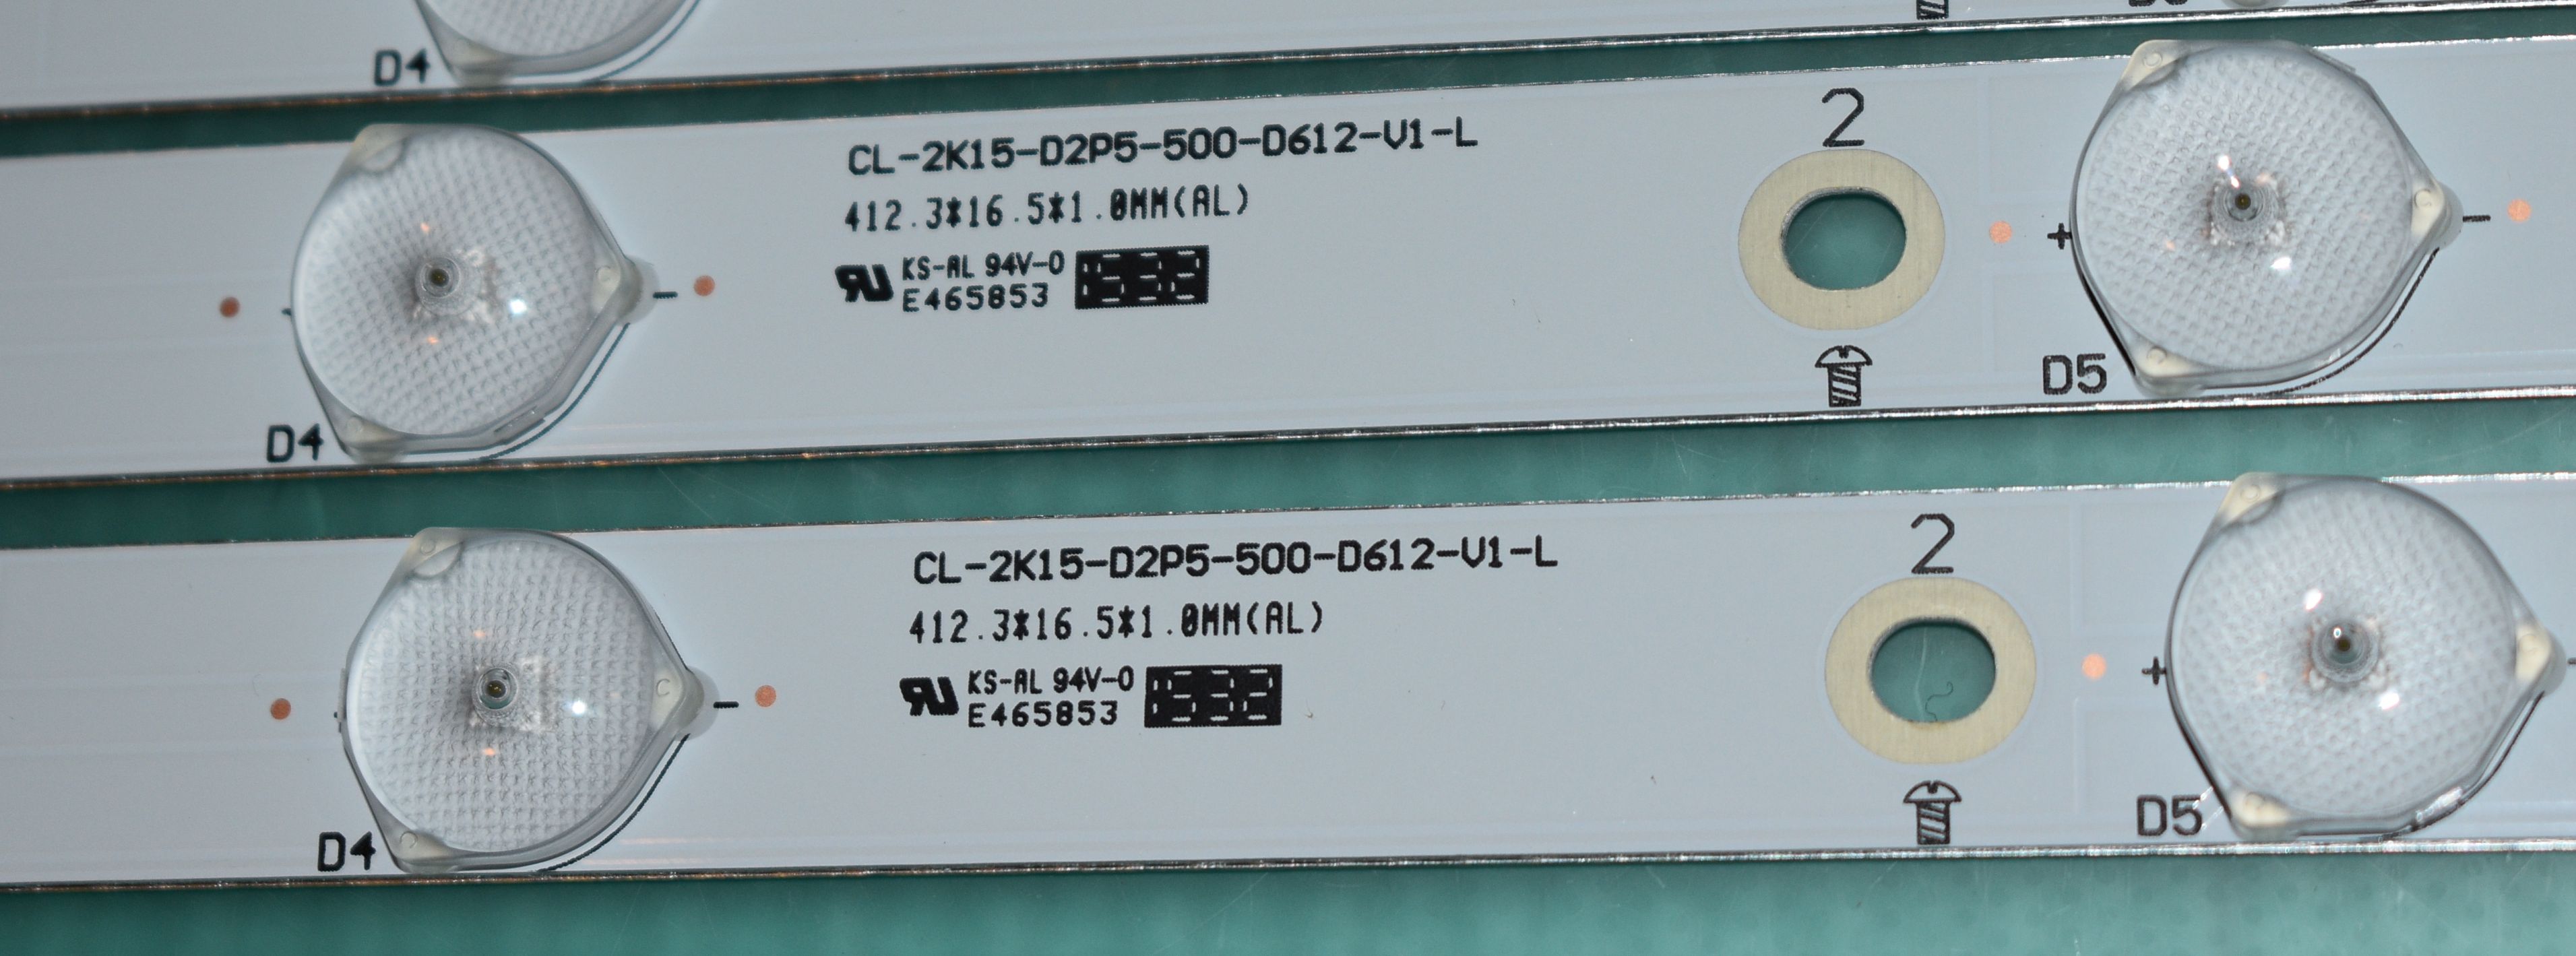 D4
2
CL-2K15-D2P5-500-D612-V1-L
412.3*16.5*1.0MM(AL)
KS-AL 94V-0
E465853
+
-
-
D5
D4
2
CL-2K15-D2P5-500-D612-V1-L
412.3*16.5*1.0MM(AL)
KS-AL 94V-0
E465853
+
-
D5
D4